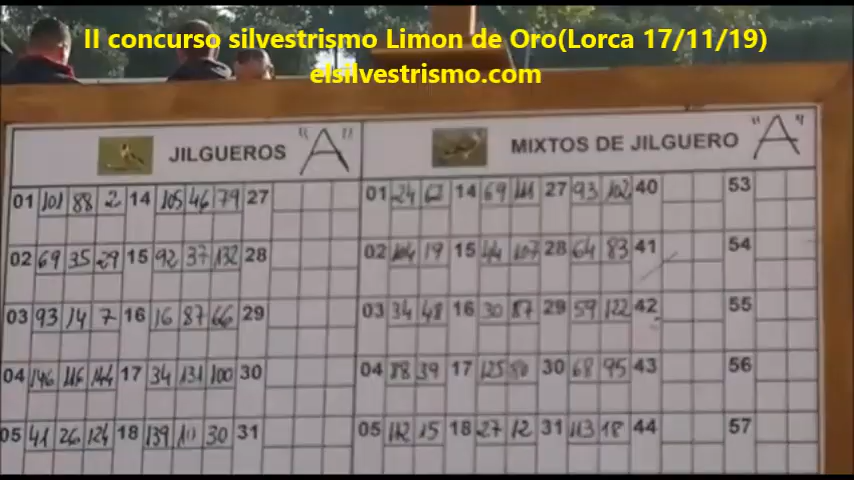 II concurso silvestrismo Limon de Oro(Lorca 17/11/19)
elsilvestrismo.com
JILGUEROS "A" MIXTOS DE JILGUERO "A"
01 101 88 2 14 105 46 79 27 01 24 62 14 69 111 27 93 102 40 53
02 69 35 29 15 92 37 132 28 02 104 19 15 44 107 28 64 83 41 54
03 93 14 7 16 16 87 66 29 03 34 48 16 30 87 29 59 122 42 55
04 146 116 144 17 34 131 100 30 04 88 39 17 125 80 30 68 95 43 56
05 41 26 124 18 139 10 30 31 05 112 15 18 27 12 31 113 18 44 57